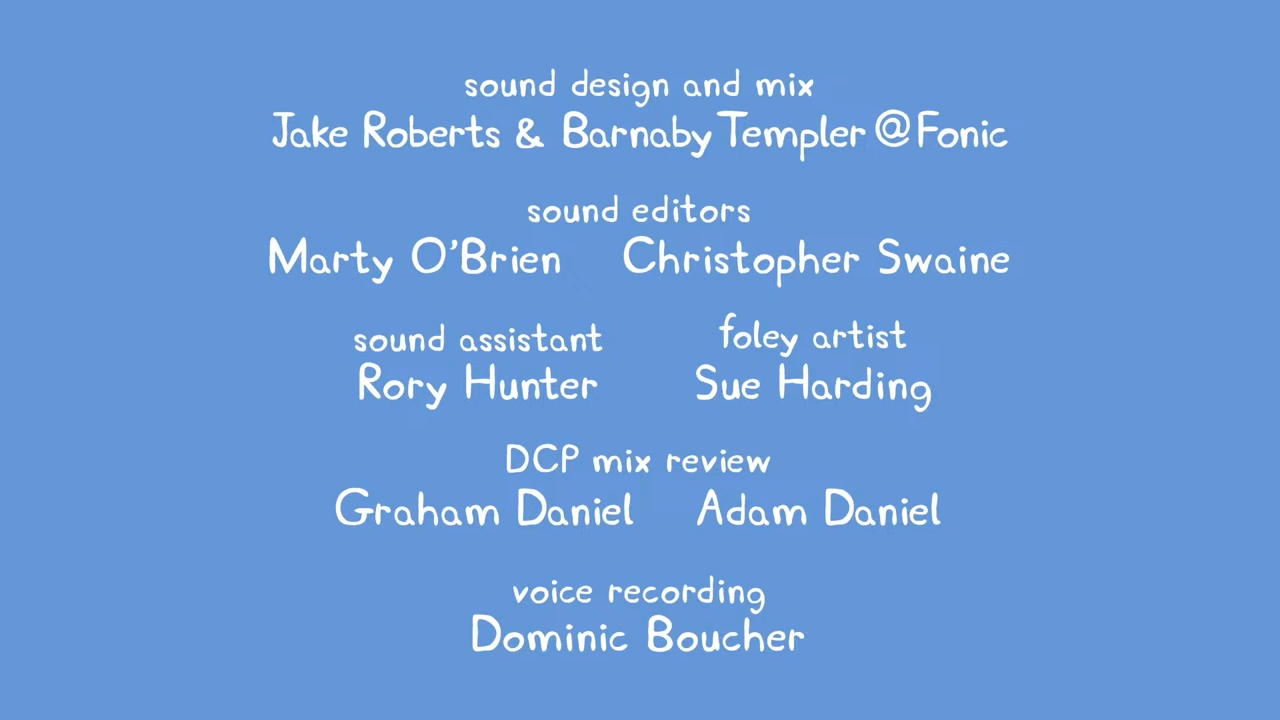 sound design and mix
Jake Roberts & Barnaby Templer @ Fonic
sound editors
Marty O'Brien Christopher Swaine
sound assistant foley artist
Rory Hunter Sue Harding
DCP mix review
Graham Daniel Adam Daniel
voice recording
Dominic Boucher